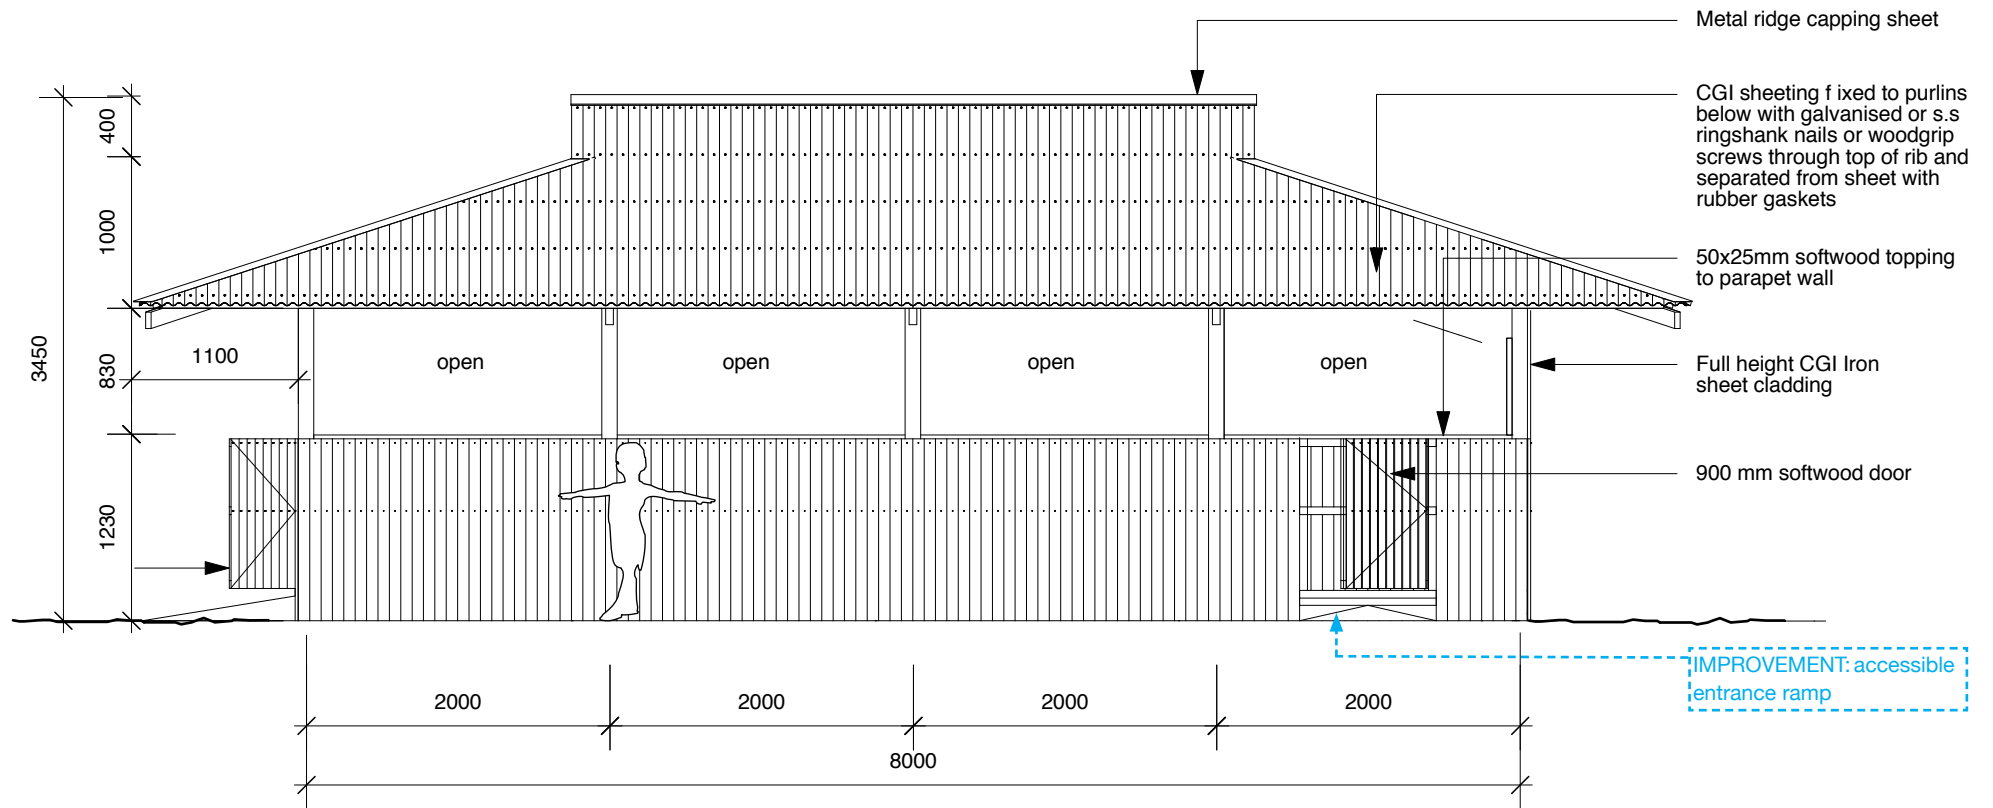 Metal ridge capping sheet
CGI sheeting f ixed to purlins
below with galvanised or s.s
ringshank nails or woodgrip
screws through top of rib and
separated from sheet with
rubber gaskets
50x25mm softwood topping
to parapet wall
Full height CGI Iron
sheet cladding
900 mm softwood door
IMPROVEMENT: accessible
entrance ramp
3450
400
1000
830
1230
1100
open
open
open
open
2000
2000
2000
2000
8000